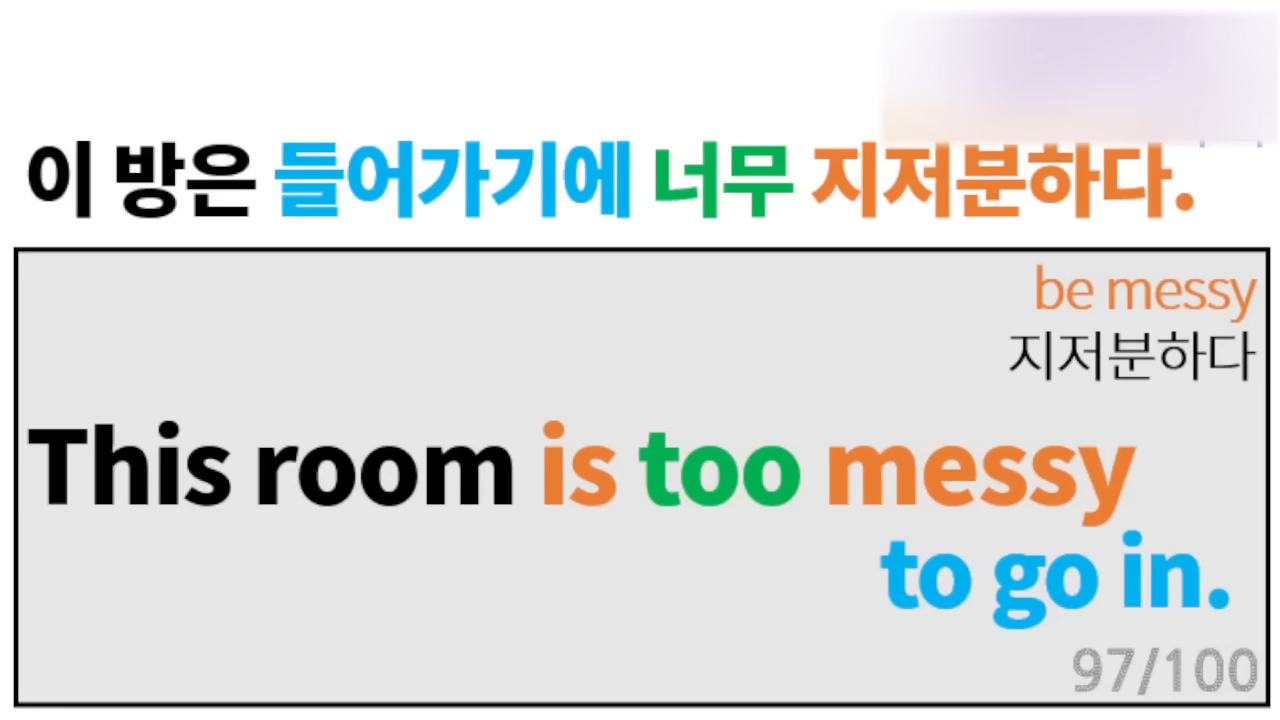 이 방은 들어가기에 너무 지저분하다.
be messy
지저분하다
This room is too messy
to go in.
97/100